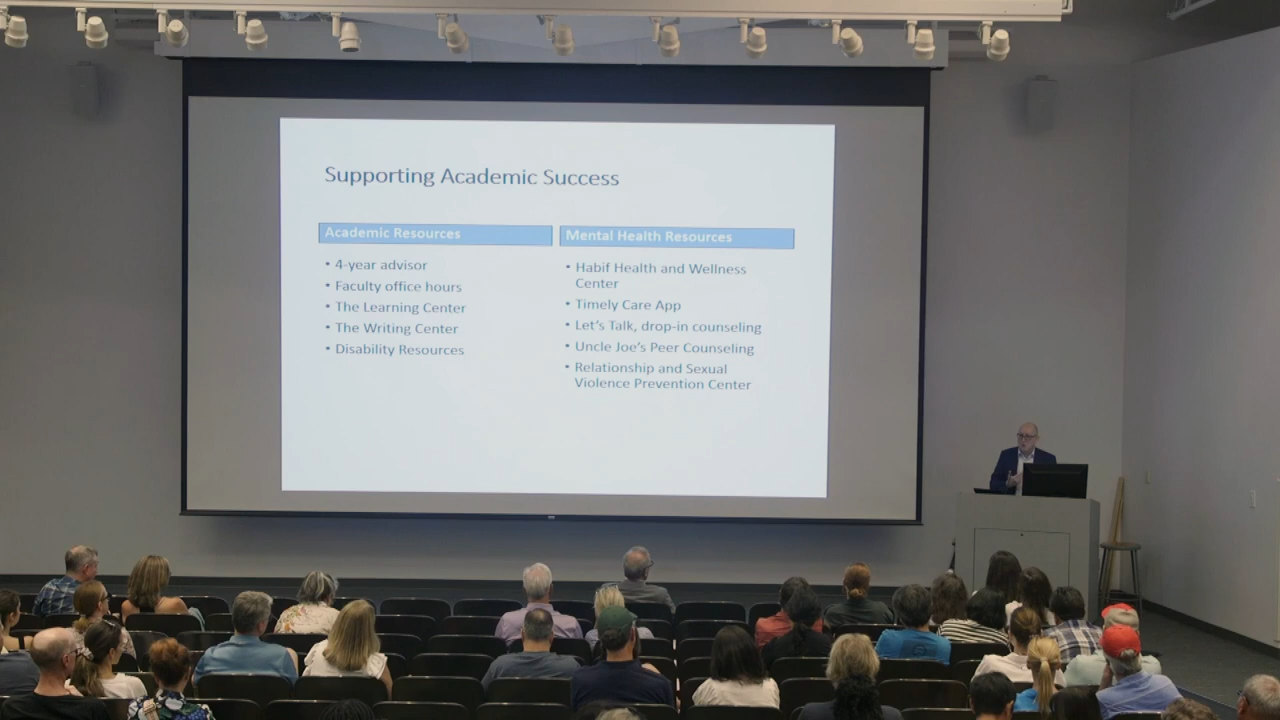 Supporting Academic Success
Academic Resources
• 4-year advisor
• Faculty office hours
• The Learning Center
• The Writing Center
• Disability Resources
Mental Health Resources
• Habif Health and Wellness
Center
• Timely Care App
• Let's Talk, drop-in counseling
• Uncle Joe's Peer Counseling
• Relationship and Sexual
Violence Prevention Center